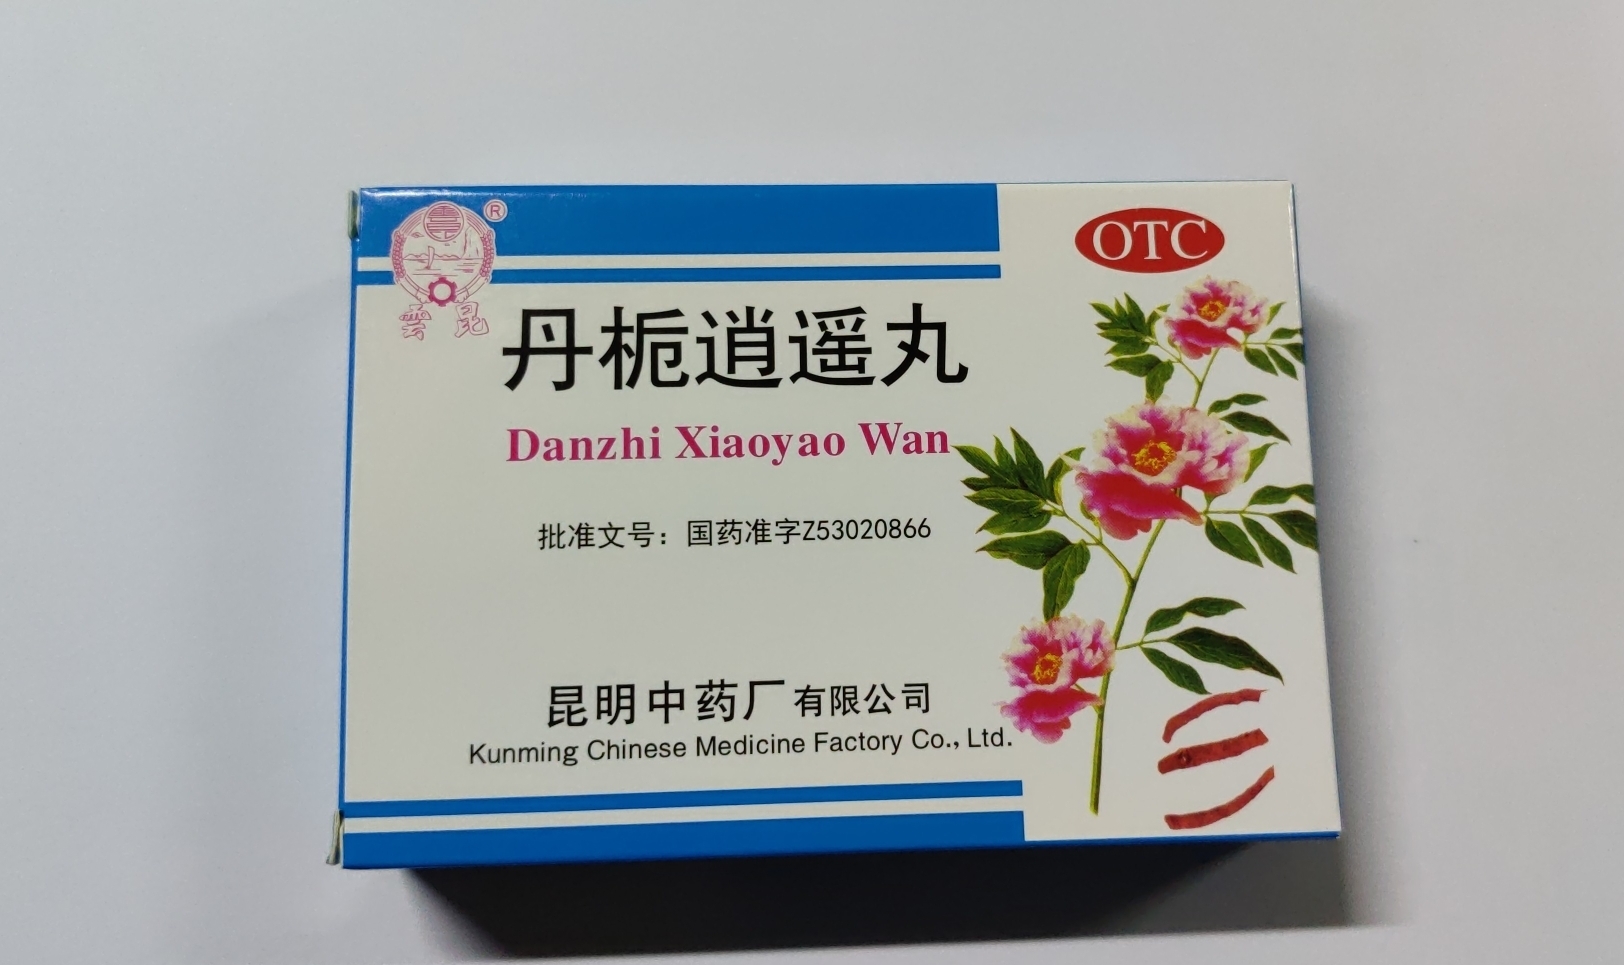 ®
雲昆
OTC
丹栀逍遥丸
Danzhi Xiaoyao Wan
批准文号：国药准字Z53020866
昆明中药厂有限公司
Kunming Chinese Medicine Factory Co., Ltd.